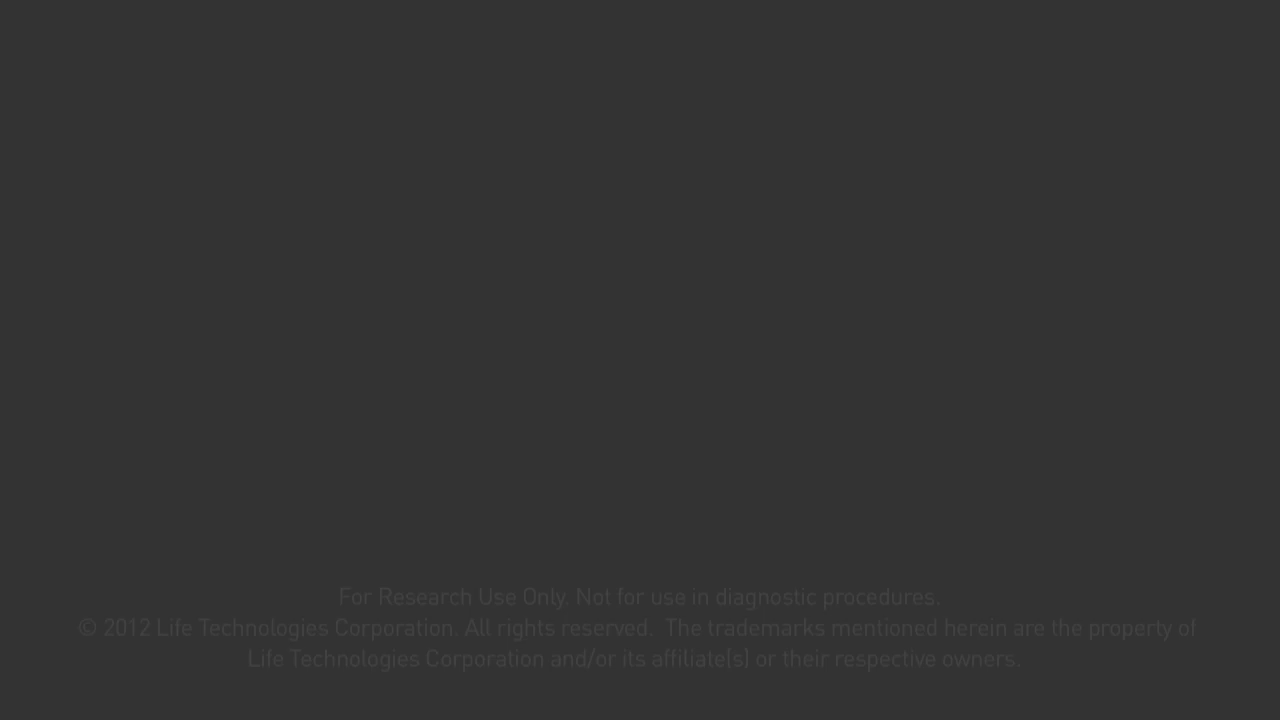 For Research Use Only. Not for use in diagnostic procedures.
© 2012 Life Technologies Corporation. All rights reserved.  The trademarks mentioned herein are the property of
Life Technologies Corporation and/or its affiliate(s) or their respective owners.